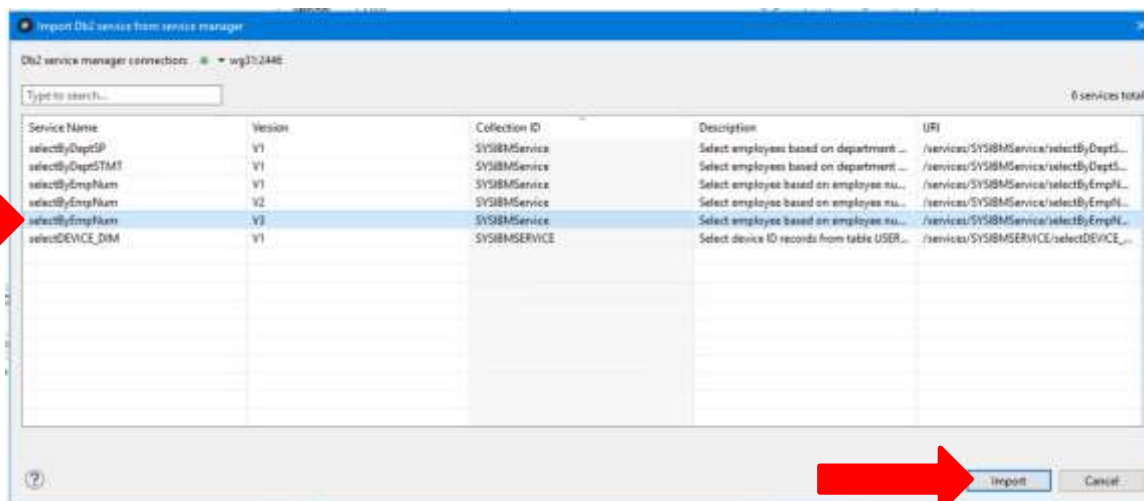 Import Db2 service from service manager
Db2 service manager connection: wg31:2446
Type to search...
6 services total
Service Name Version Collection ID Description URI
selectByDeptSP V1 SYSIBMService Select employees based on department ... /services/SYSIBMService/selectByDeptS...
selectByDeptSTMT V1 SYSIBMService Select employees based on department ... /services/SYSIBMService/selectByDeptS...
selectByEmpNum V1 SYSIBMService Select employee based on employee nu... /services/SYSIBMService/selectByEmpN...
selectByEmpNum V2 SYSIBMService Select employee based on employee nu... /services/SYSIBMService/selectByEmpN...
selectByEmpNum V3 SYSIBMService Select employee based on employee nu... /services/SYSIBMService/selectByEmpN...
selectDEVICE_DIM V1 SYSIBMSERVICE Select device ID records from table USER... /services/SYSIBMSERVICE/selectDEVICE_...
?
Import Cancel